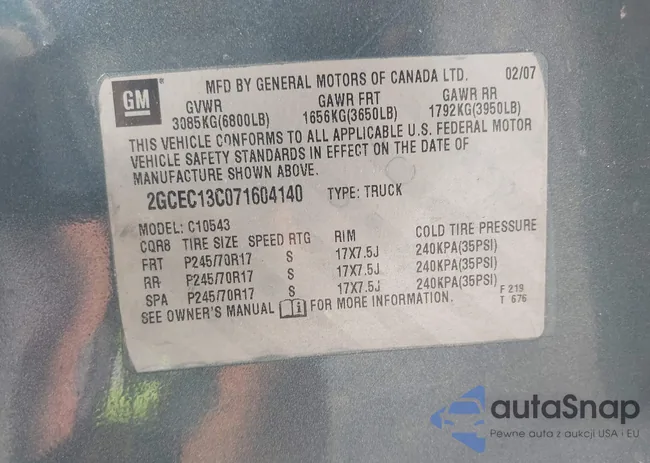 GM
MFD BY GENERAL MOTORS OF CANADA LTD. 02/07
GVWR GAWR FRT GAWR RR
3085KG(6800LB) 1656KG(3650LB) 1792KG(3950LB)
THIS VEHICLE CONFORMS TO ALL APPLICABLE U.S. FEDERAL MOTOR
VEHICLE SAFETY STANDARDS IN EFFECT ON THE DATE OF
MANUFACTURE SHOWN ABOVE.
2GCEC13C071604140 TYPE: TRUCK
MODEL: C10543
CQR8 TIRE SIZE SPEED RTG RIM COLD TIRE PRESSURE
FRT P245/70R17 S 17X7.5J 240KPA(35PSI)
RR P245/70R17 S 17X7.5J 240KPA(35PSI)
SPA P245/70R17 S 17X7.5J 240KPA(35PSI)
SEE OWNER'S MANUAL FOR MORE INFORMATION.
F 219
T 676
autaSnap
Pewne auta z aukcji USA i EU